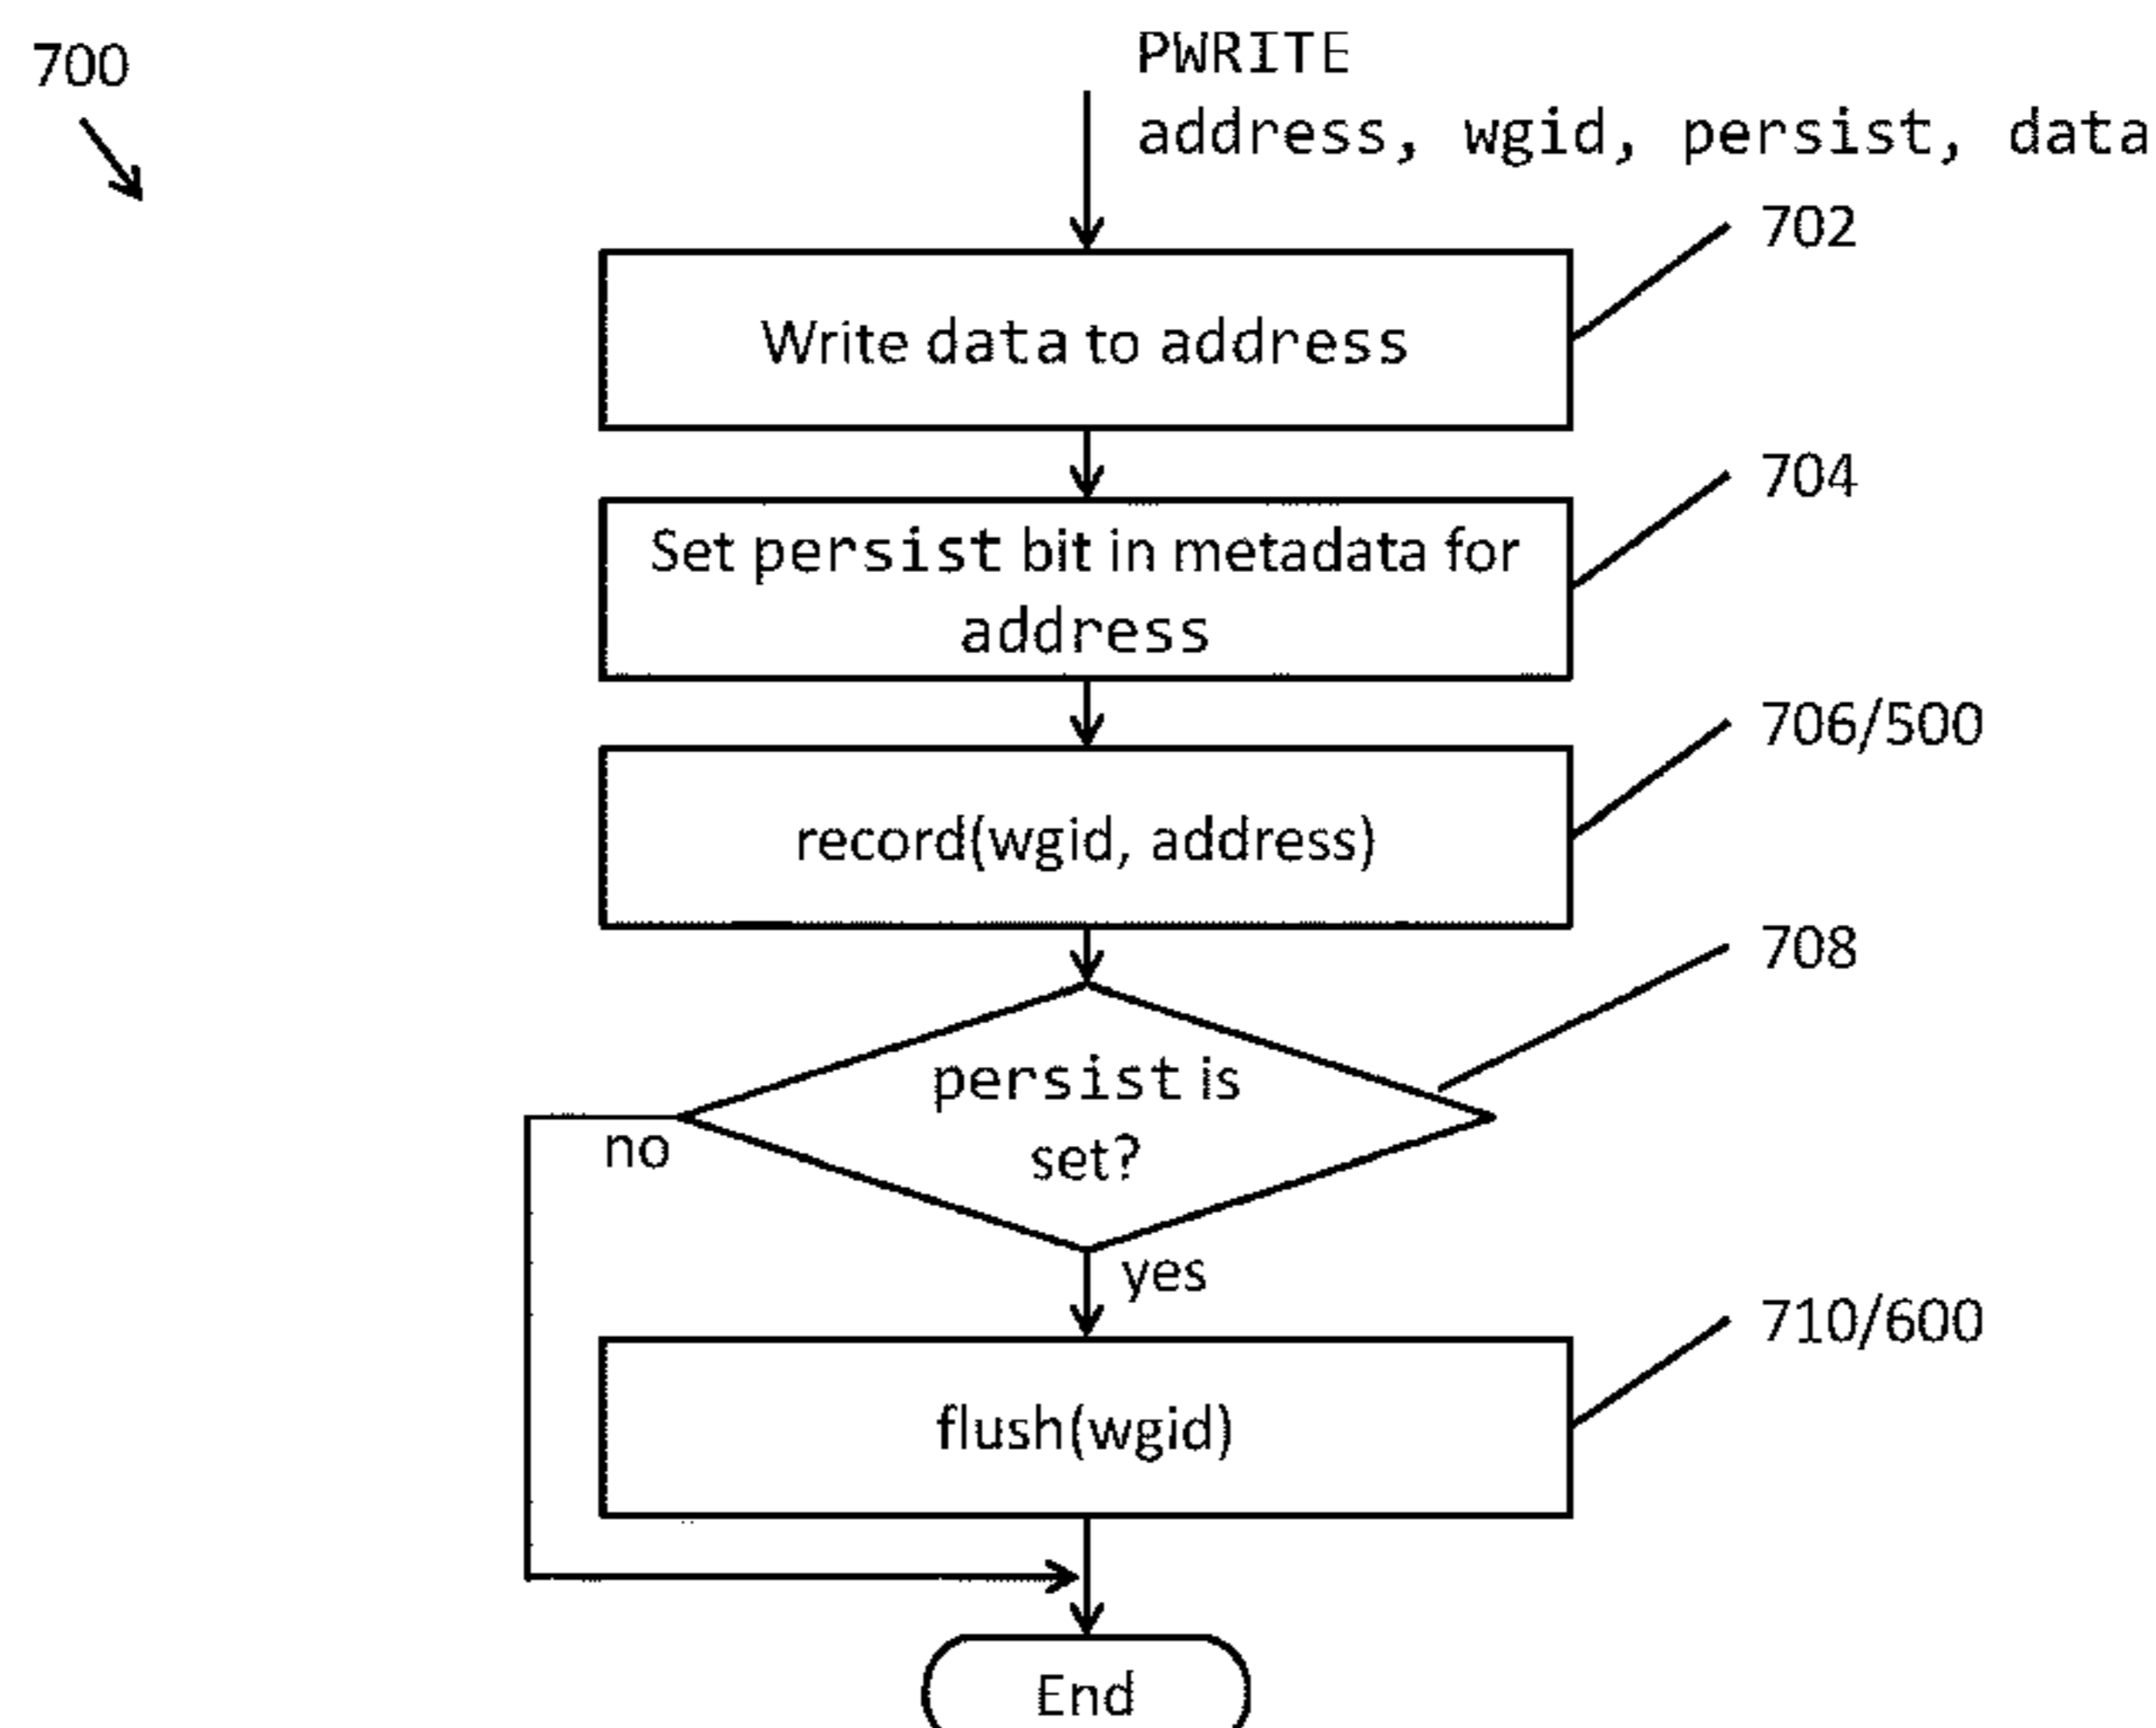 700
PWRITE
address, wgid, persist, data
702
Write data to address
704
Set persist bit in metadata for
address
706/500
record(wgid, address)
708
persist is
set?
no
yes
710/600
flush(wgid)
End